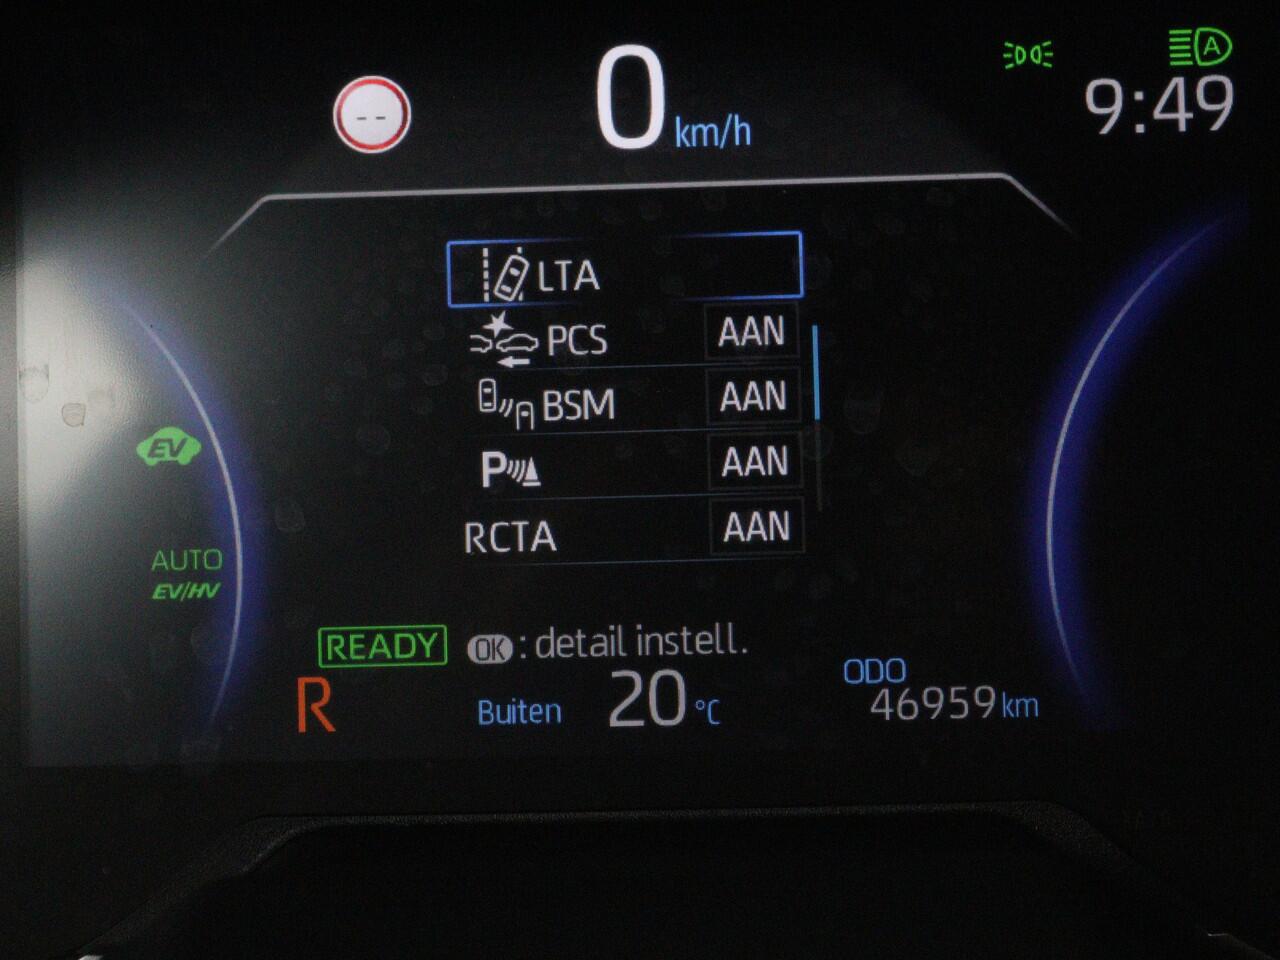 0 km/h
- -
A
9:49
LTA
PCS AAN
BSM AAN
P AAN
RCTA AAN
EV
AUTO
EV/HV
READY OK : detail instell.
R Buiten 20 °C
ODO
46959 km